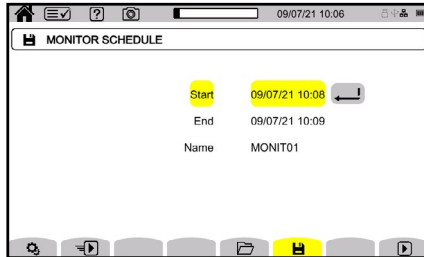 09/07/21 10:06
MONITOR SCHEDULE
Start 09/07/21 10:08
End 09/07/21 10:09
Name MONIT01